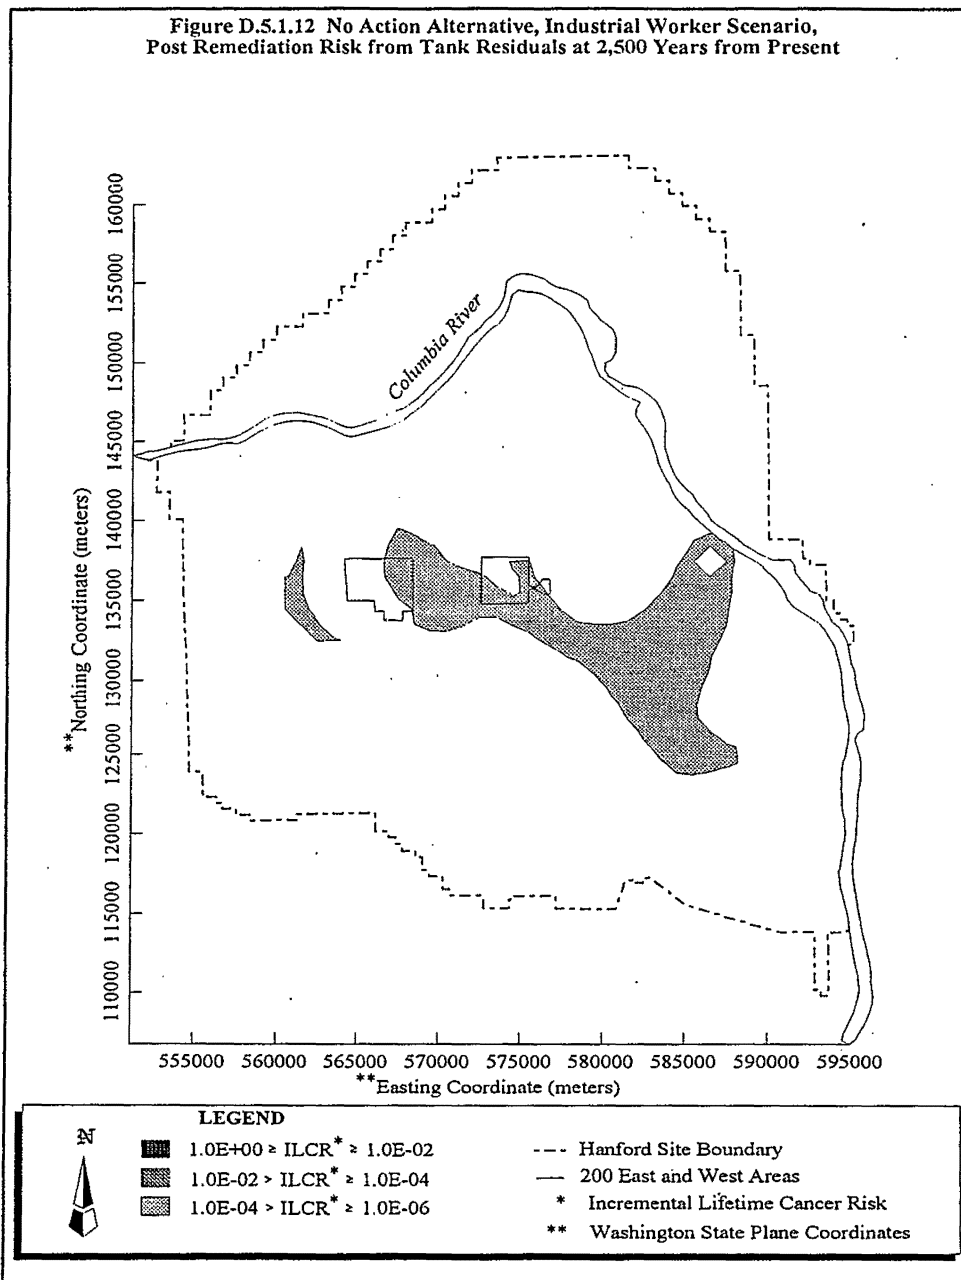 Figure D.5.1.12 No Action Alternative, Industrial Worker Scenario,
Post Remediation Risk from Tank Residuals at 2,500 Years from Present
160000
155000
150000
145000
140000
135000
130000
125000
120000
115000
110000
**Northing Coordinate (meters)
Columbia River
555000 560000 565000 570000 575000 580000 585000 590000 595000
**Easting Coordinate (meters)
LEGEND
N
1.0E+00 ≥ ILCR* ≥ 1.0E-02
1.0E-02 > ILCR* ≥ 1.0E-04
1.0E-04 > ILCR* ≥ 1.0E-06
Hanford Site Boundary
200 East and West Areas
* Incremental Lifetime Cancer Risk
** Washington State Plane Coordinates